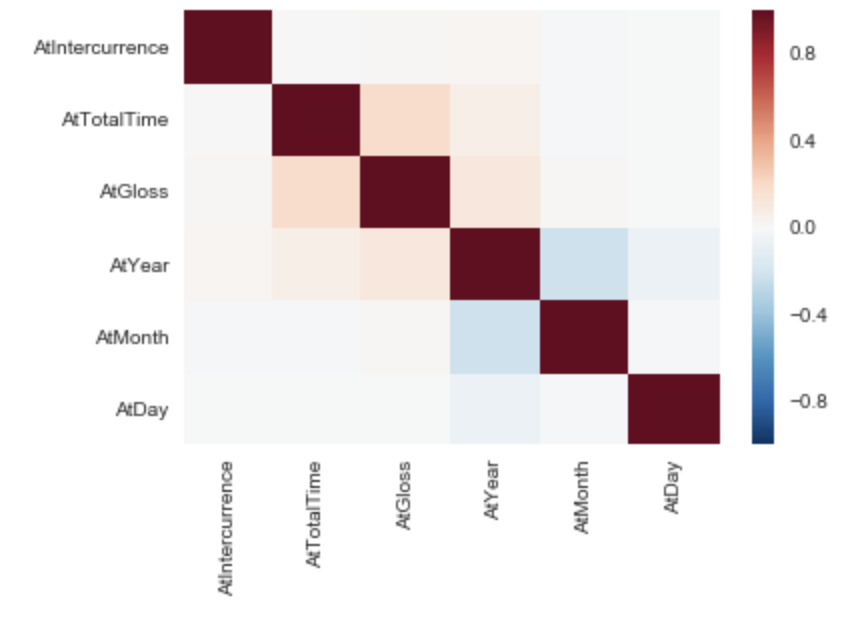 AtIntercurrence
AtTotalTime
AtGloss
AtYear
AtMonth
AtDay
0.8
0.4
0.0
−0.4
−0.8
AtIntercurrence
AtTotalTime
AtGloss
AtYear
AtMonth
AtDay